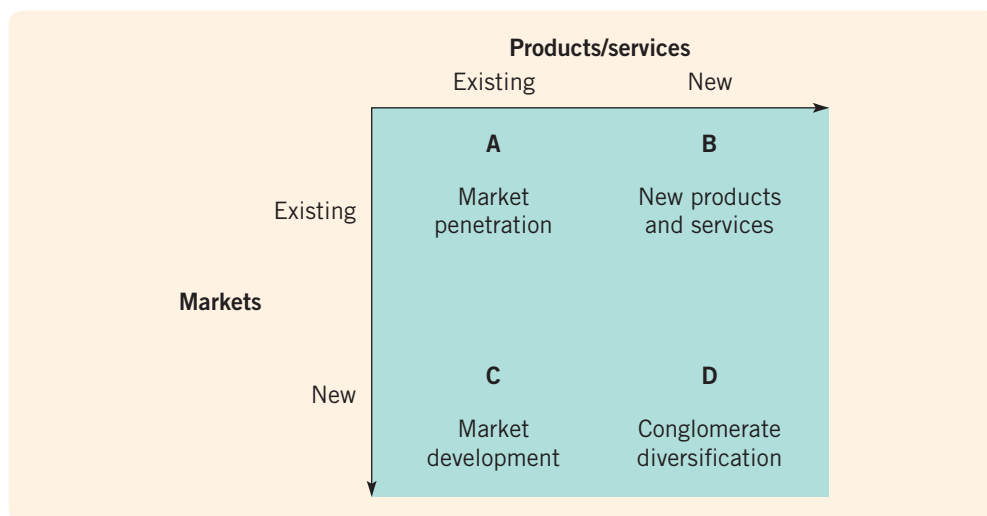 Products/services
Existing New
A B
Existing
Market New products
penetration and services
Markets
C D
New
Market Conglomerate
development diversification